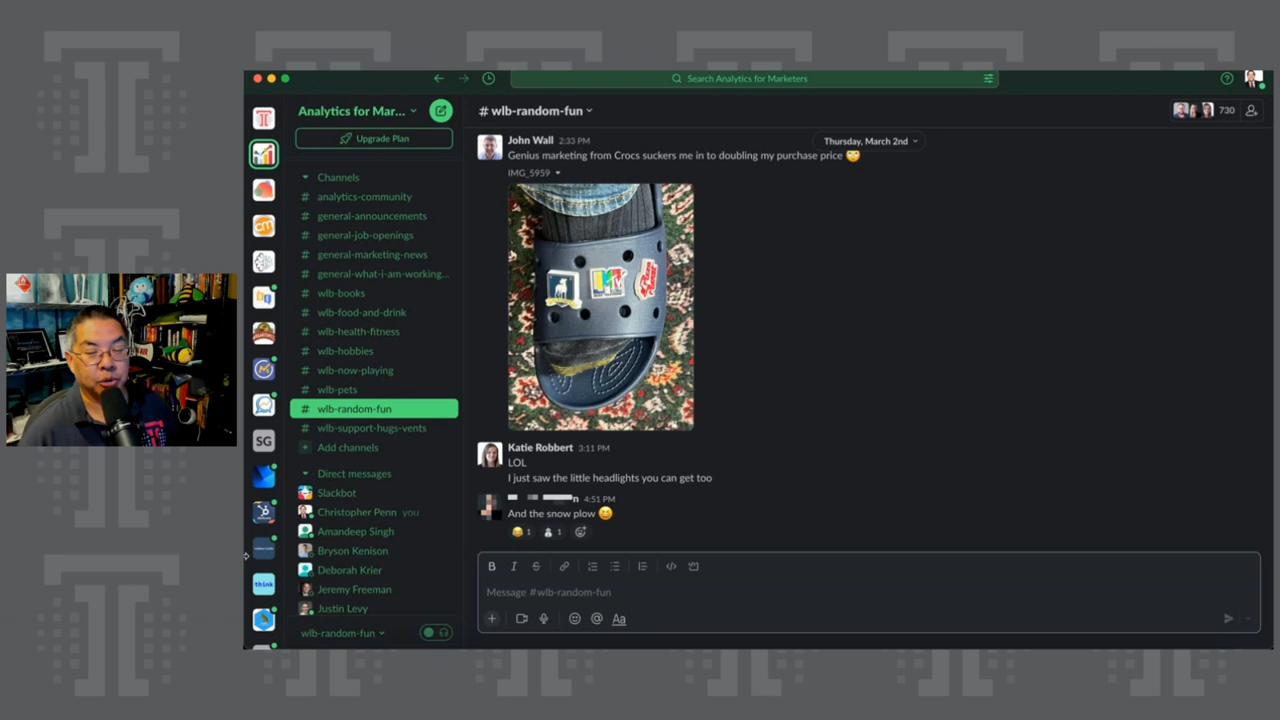 Search Analytics for Marketers
Analytics for Mar...
Upgrade Plan
Channels
# analytics-community
# general-announcements
# general-job-openings
# general-marketing-news
# general-what-i-am-working...
# wlb-books
# wlb-food-and-drink
# wlb-health-fitness
# wlb-hobbies
# wlb-now-playing
# wlb-pets
# wlb-random-fun
# wlb-support-hugs-vents
+ Add channels
Direct messages
Slackbot
Christopher Penn you
Amandeep Singh
Bryson Kenison
Deborah Krier
Jeremy Freeman
Justin Levy
wlb-random-fun
SG
think
# wlb-random-fun
730
Thursday, March 2nd
John Wall 2:33 PM
Genius marketing from Crocs suckers me in to doubling my purchase price 🙄
IMG_5959
MTV
Katie Robbert 3:11 PM
LOL
I just saw the little headlights you can get too
n 4:51 PM
And the snow plow 😆
😂 1 ⛄ 1
B I S
Message #wlb-random-fun
+ @ Aa